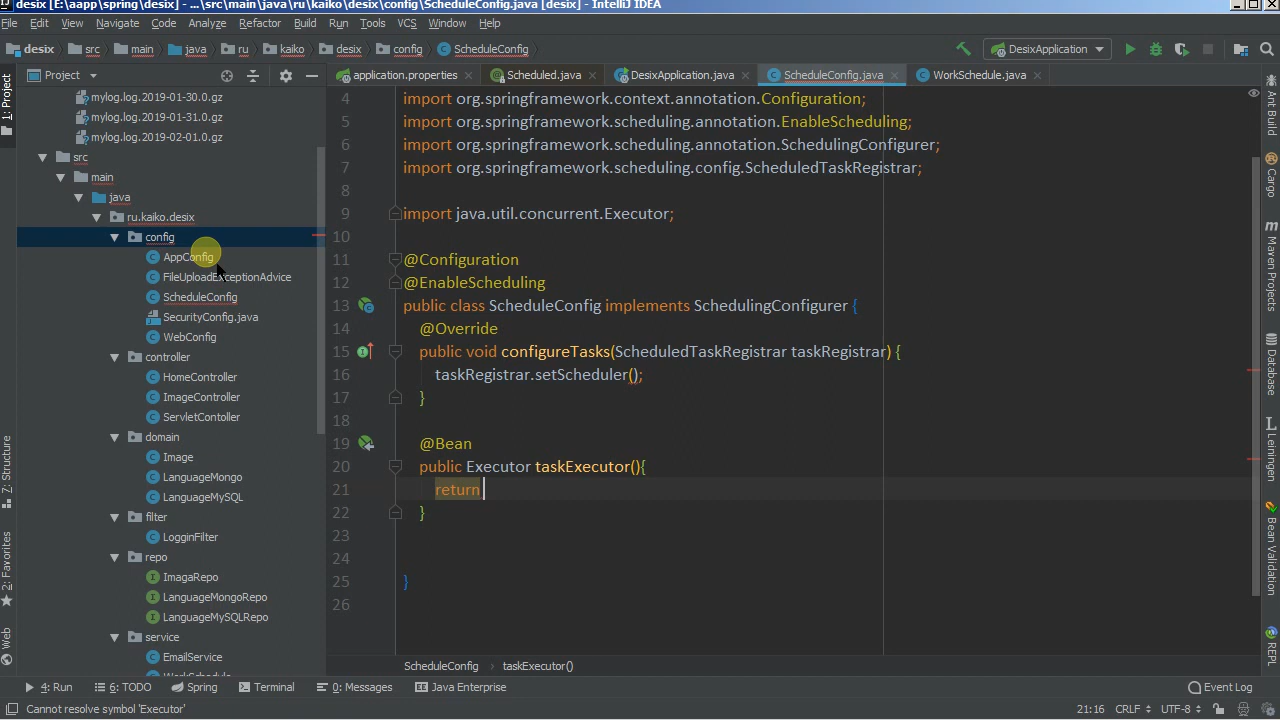 desix [E:\aapp\spring\desix] - ...\src\main\java\ru\kaiko\desix\config\ScheduleConfig.java [desix] - IntelliJ IDEA
File Edit View Navigate Code Analyze Refactor Build Run Tools VCS Window Help
desix src main java ru kaiko desix config ScheduleConfig DesixApplication
Project application.properties Scheduled.java DesixApplication.java ScheduleConfig.java WorkSchedule.java
mylog.log.2019-01-30.0.gz
mylog.log.2019-01-31.0.gz
mylog.log.2019-02-01.0.gz
src
main
java
ru.kaiko.desix
config
AppConfig
FileUploadExceptionAdvice
ScheduleConfig
SecurityConfig.java
WebConfig
controller
HomeController
ImageController
ServletContoller
domain
Image
LanguageMongo
LanguageMySQL
filter
LogginFilter
repo
ImagaRepo
LanguageMongoRepo
LanguageMySQLRepo
service
EmailService
WorkSchedule
4 import org.springframework.context.annotation.Configuration;
5 import org.springframework.scheduling.annotation.EnableScheduling;
6 import org.springframework.scheduling.annotation.SchedulingConfigurer;
7 import org.springframework.scheduling.config.ScheduledTaskRegistrar;
8
9 import java.util.concurrent.Executor;
10
11 @Configuration
12 @EnableScheduling
13 public class ScheduleConfig implements SchedulingConfigurer {
14 @Override
15 public void configureTasks(ScheduledTaskRegistrar taskRegistrar) {
16 taskRegistrar.setScheduler();
17 }
18
19 @Bean
20 public Executor taskExecutor(){
21 return
22 }
23
24
25 }
26
ScheduleConfig › taskExecutor()
1: Project
Z: Structure
2: Favorites
Web
Ant Build
Cargo
Maven Projects
Database
Leiningen
Bean Validation
REPL
4: Run 6: TODO Spring Terminal 0: Messages Java Enterprise Event Log
Cannot resolve symbol 'Executor' 21:16 CRLF UTF-8